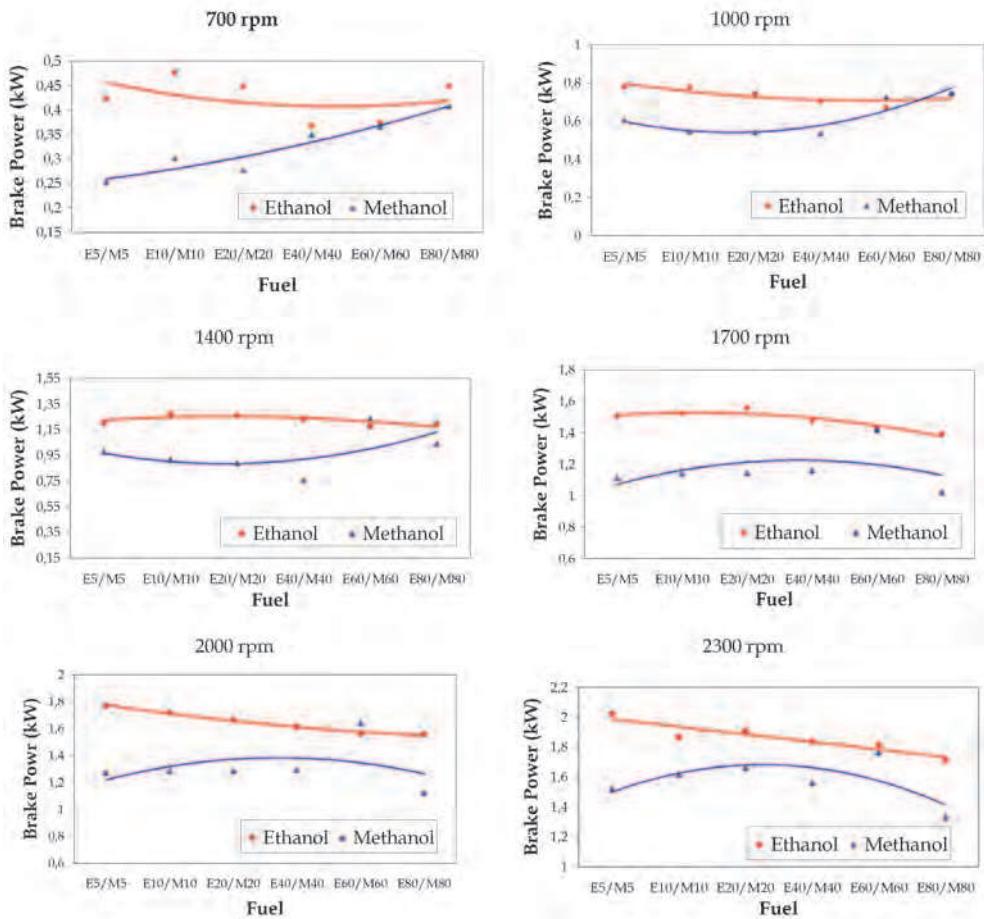 700 rpm
Brake Power (kW)
0,5
0,45
0,4
0,35
0,3
0,25
0,2
0,15
Ethanol Methanol
E5/M5 E10/M10 E20/M20 E40/M40 E60/M60 E80/M80
Fuel
1000 rpm
Brake Power (kW)
1
0,8
0,6
0,4
0,2
0
Ethanol Methanol
E5/M5 E10/M10 E20/M20 E40/M40 E60/M60 E80/M80
Fuel
1400 rpm
Brake Power (kW)
1,55
1,35
1,15
0,95
0,75
0,55
0,35
0,15
Ethanol Methanol
E5/M5 E10/M10 E20/M20 E40/M40 E60/M60 E80/M80
Fuel
1700 rpm
Brake Power (kW)
1,8
1,6
1,4
1,2
1
0,8
0,6
Ethanol Methanol
E5/M5 E10/M10 E20/M20 E40/M40 E60/M60 E80/M80
Fuel
2000 rpm
Brake Powr (kW)
2
1,8
1,6
1,4
1,2
1
0,8
0,6
Ethanol Methanol
E5/M5 E10/M10 E20/M20 E40/M40 E60/M60 E80/M80
Fuel
2300 rpm
Brake Power (kW)
2,2
2
1,8
1,6
1,4
1,2
1
Ethanol Methanol
E5/M5 E10/M10 E20/M20 E40/M40 E60/M60 E80/M80
Fuel